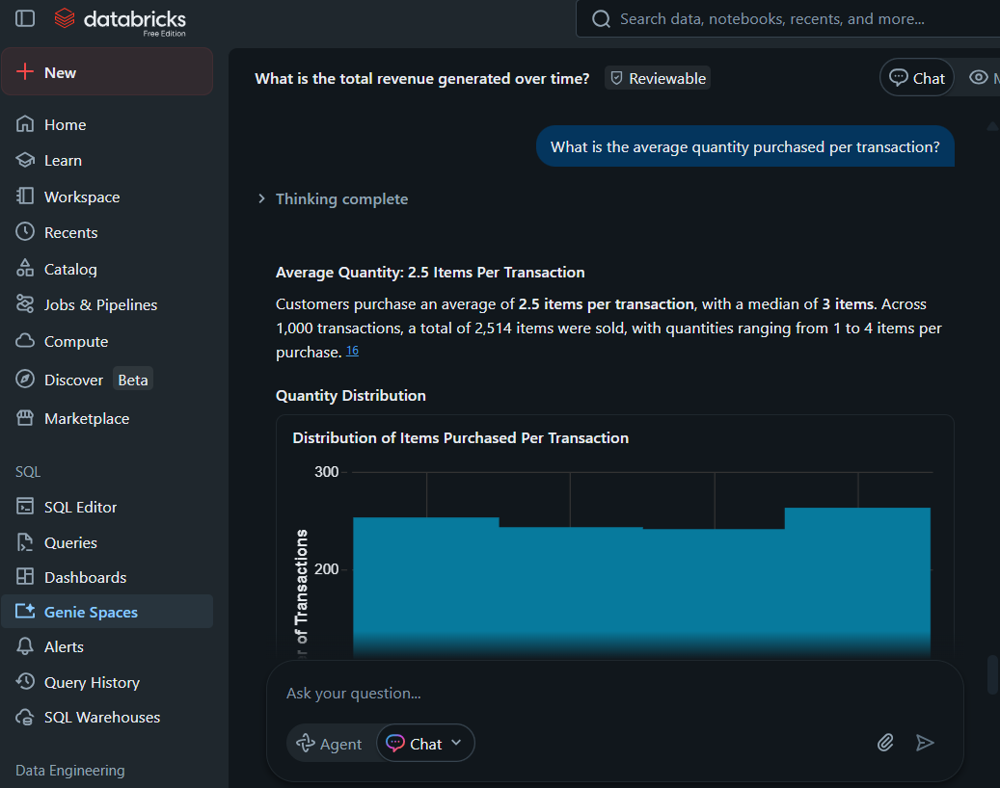 databricks
Free Edition
Search data, notebooks, recents, and more...
New
Home
Learn
Workspace
Recents
Catalog
Jobs & Pipelines
Compute
Discover Beta
Marketplace
SQL
SQL Editor
Queries
Dashboards
Genie Spaces
Alerts
Query History
SQL Warehouses
Data Engineering
What is the total revenue generated over time? Reviewable
Chat
What is the average quantity purchased per transaction?
Thinking complete
Average Quantity: 2.5 Items Per Transaction
Customers purchase an average of 2.5 items per transaction, with a median of 3 items. Across
1,000 transactions, a total of 2,514 items were sold, with quantities ranging from 1 to 4 items per
purchase. 16
Quantity Distribution
Distribution of Items Purchased Per Transaction
300
200
of Transactions
Ask your question...
Agent Chat